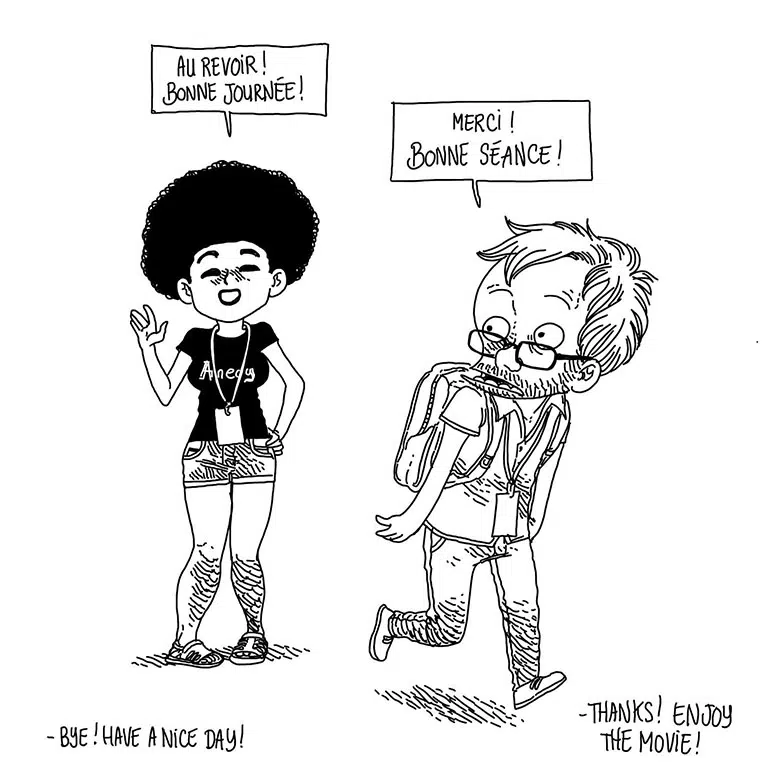 AU REVOIR !
BONNE JOURNÉE !
MERCI !
BONNE SÉANCE !
Annecy
- BYE ! HAVE A NICE DAY !
- THANKS ! ENJOY
THE MOVIE !